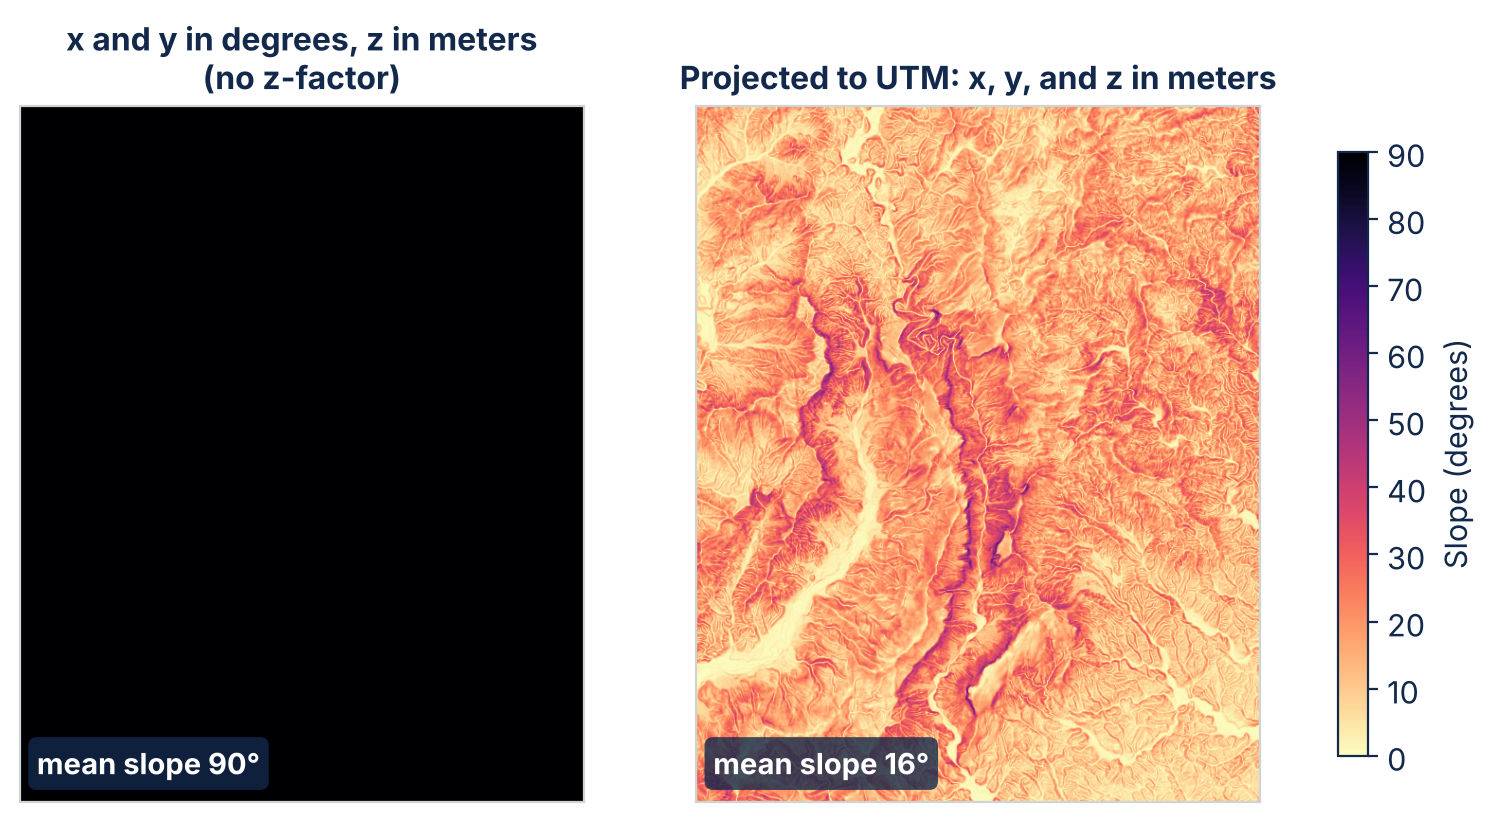 x and y in degrees, z in meters
(no z-factor)
Projected to UTM: x, y, and z in meters
mean slope 90°
mean slope 16°
90
80
70
60
50
40
30
20
10
0
Slope (degrees)